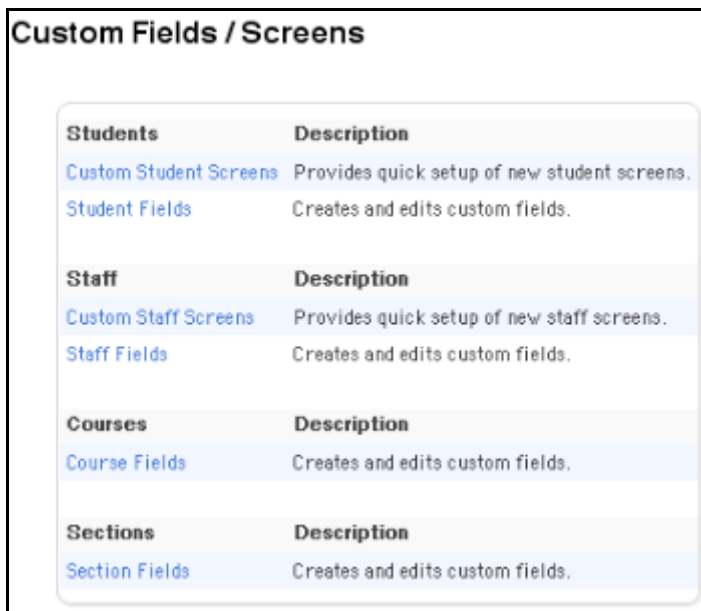 Custom Fields / Screens
Students Description
Custom Student Screens Provides quick setup of new student screens.
Student Fields Creates and edits custom fields.
Staff Description
Custom Staff Screens Provides quick setup of new staff screens.
Staff Fields Creates and edits custom fields.
Courses Description
Course Fields Creates and edits custom fields.
Sections Description
Section Fields Creates and edits custom fields.